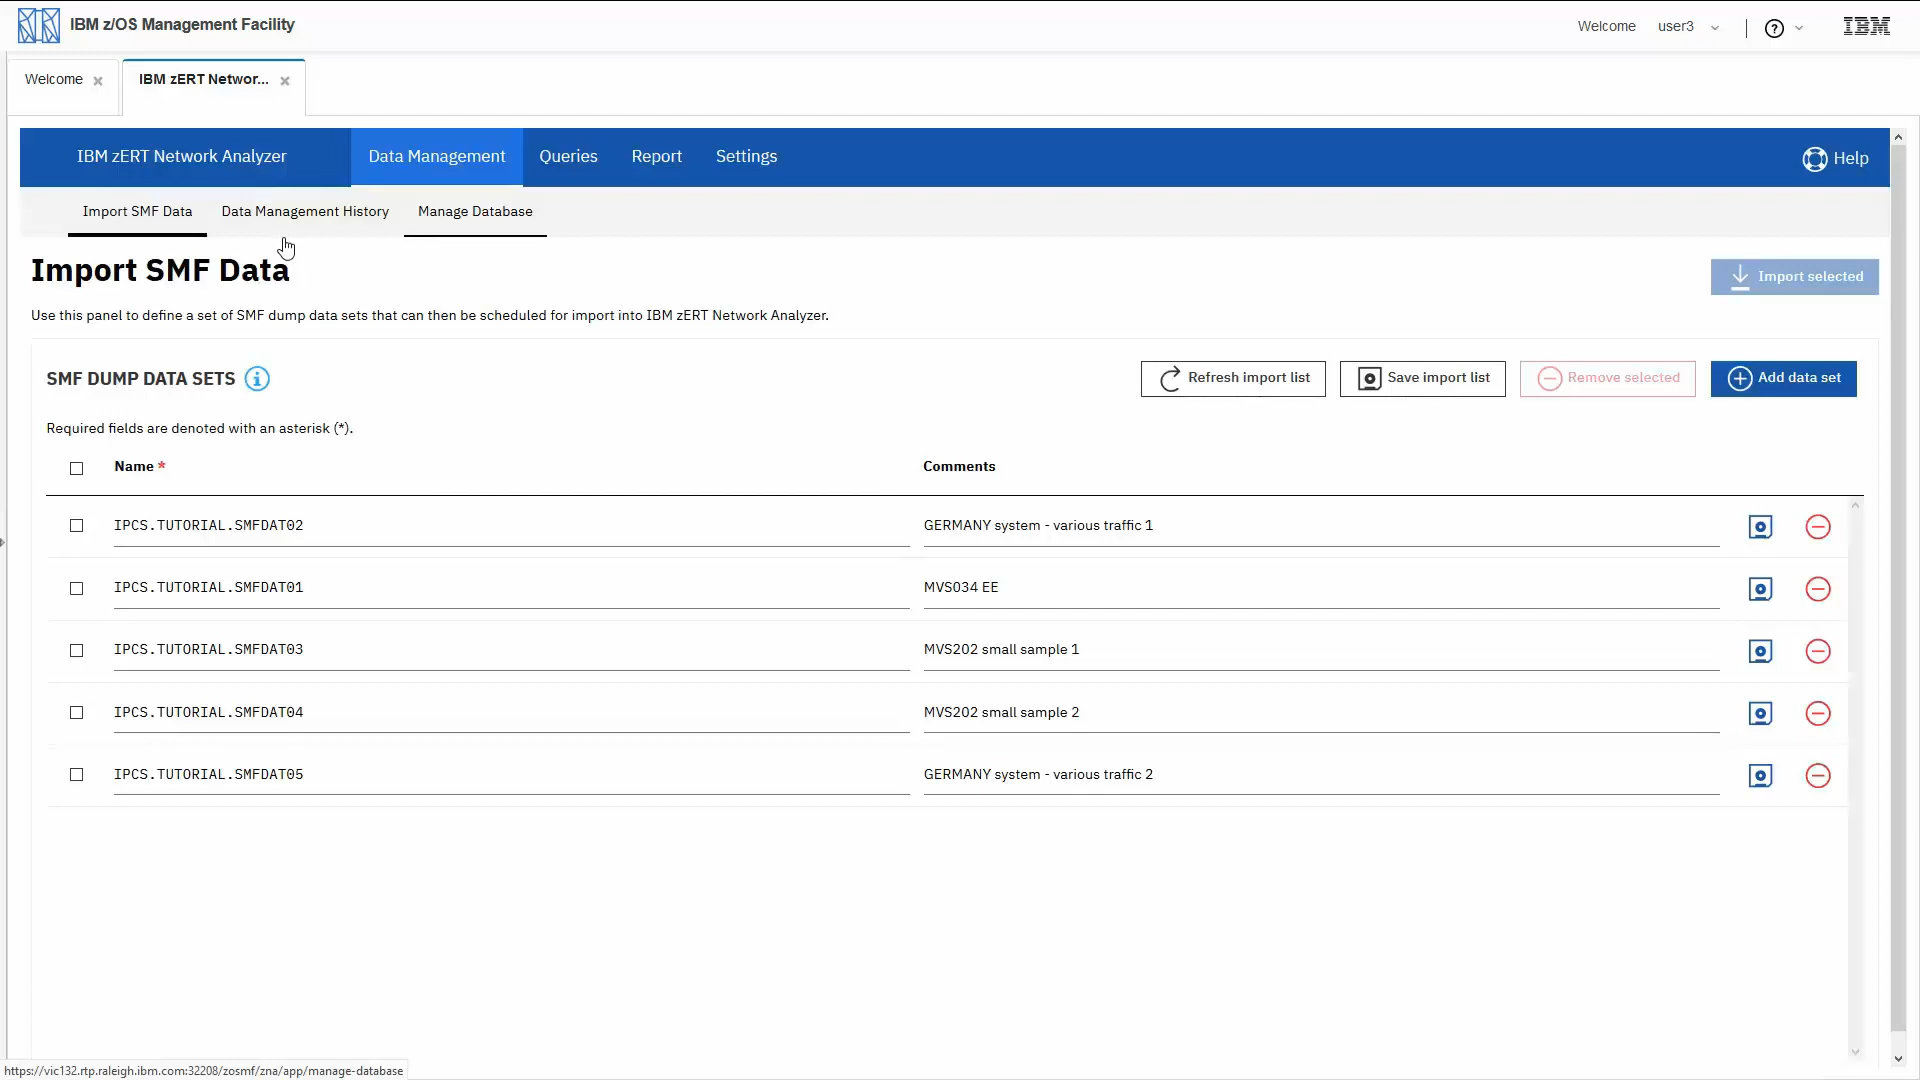 IBM z/OS Management Facility
Welcome user3
IBM
Welcome
IBM zERT Networ...
IBM zERT Network Analyzer
Data Management
Queries
Report
Settings
Help
Import SMF Data
Data Management History
Manage Database
Import SMF Data
Import selected
Use this panel to define a set of SMF dump data sets that can then be scheduled for import into IBM zERT Network Analyzer.
SMF DUMP DATA SETS
Refresh import list
Save import list
Remove selected
Add data set
Required fields are denoted with an asterisk (*).
Name *
Comments
IPCS.TUTORIAL.SMFDAT02
GERMANY system - various traffic 1
IPCS.TUTORIAL.SMFDAT01
MVS034 EE
IPCS.TUTORIAL.SMFDAT03
MVS202 small sample 1
IPCS.TUTORIAL.SMFDAT04
MVS202 small sample 2
IPCS.TUTORIAL.SMFDAT05
GERMANY system - various traffic 2
https://vic132.rtp.raleigh.ibm.com:32208/zosmf/zna/app/manage-database